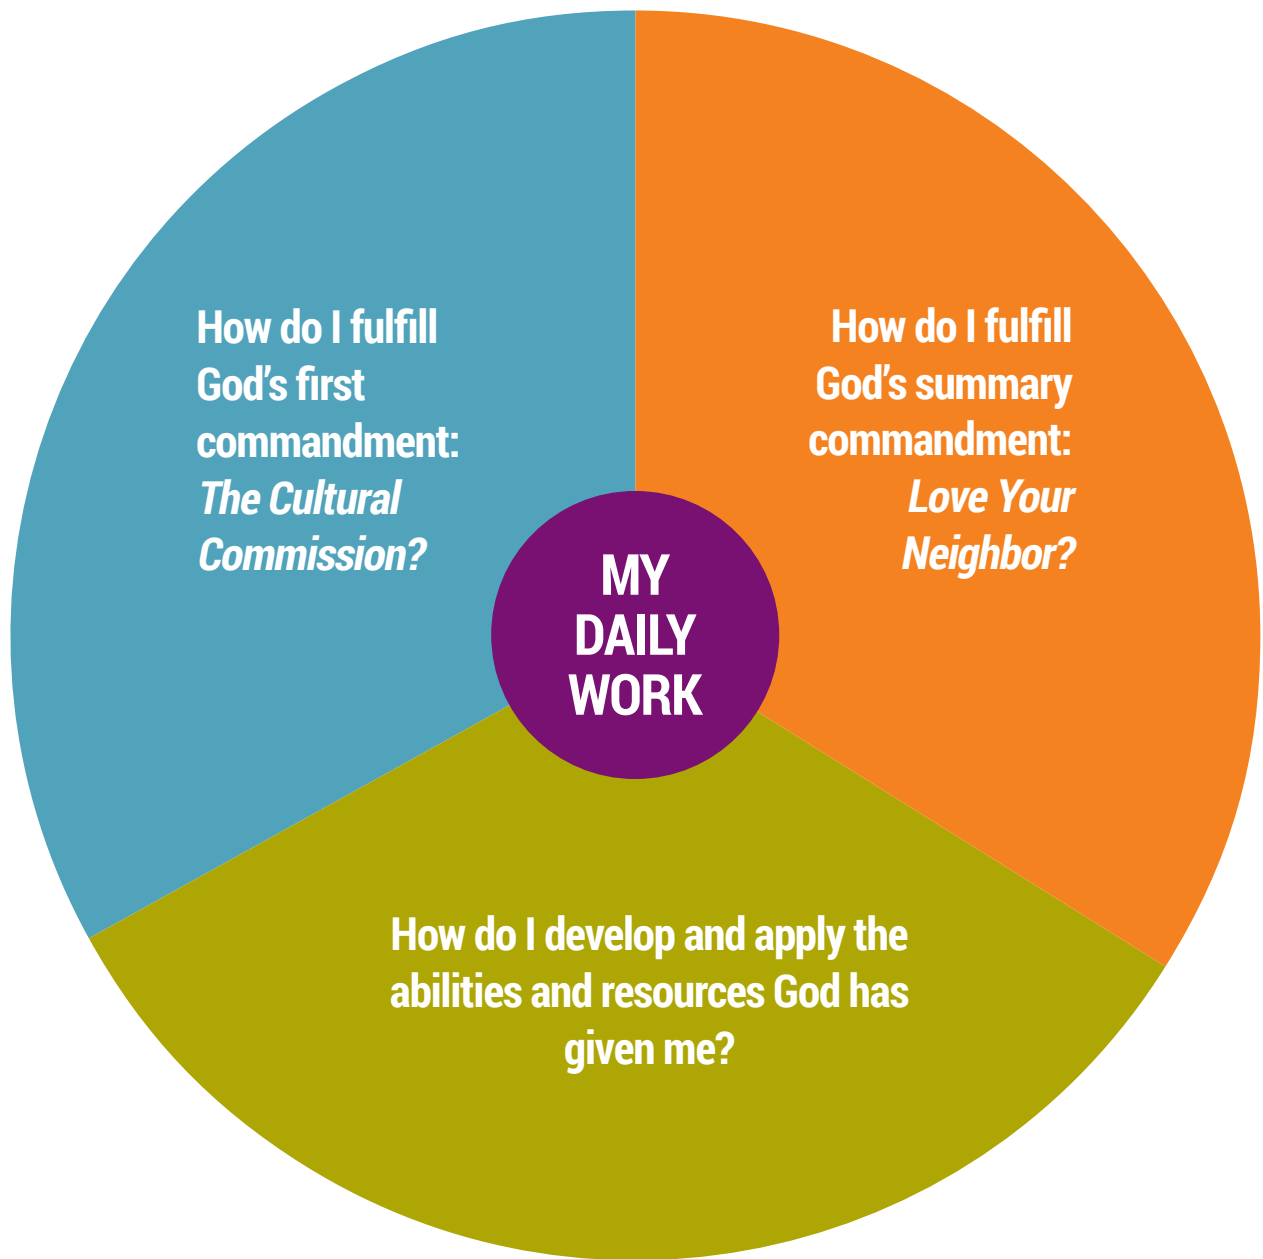 How do I fulfill
God’s first
commandment:
The Cultural
Commission?
How do I fulfill
God’s summary
commandment:
Love Your
Neighbor?
MY
DAILY
WORK
How do I develop and apply the
abilities and resources God has
given me?